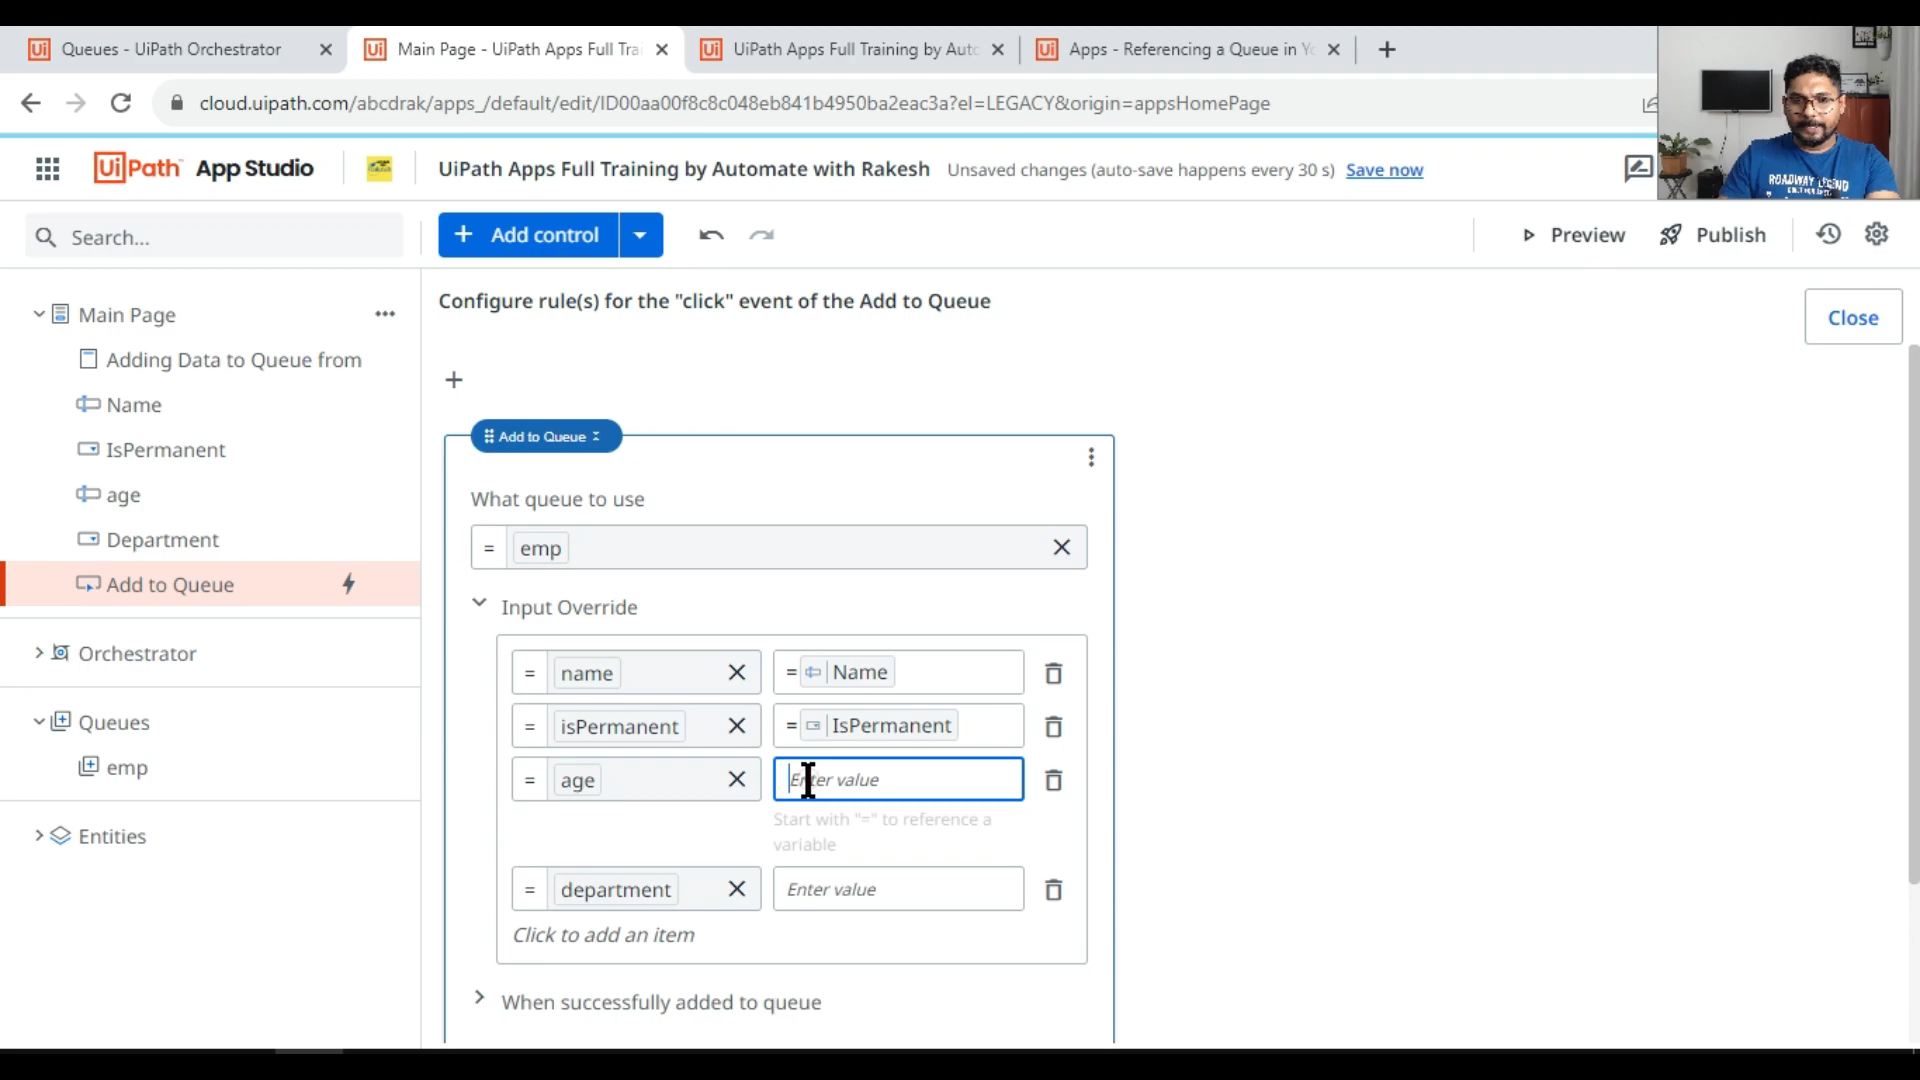 Queues - UiPath Orchestrator
Main Page - UiPath Apps Full Trai
UiPath Apps Full Training by Auto
Apps - Referencing a Queue in Yo
cloud.uipath.com/abcdrak/apps_/default/edit/ID00aa00f8c8c048eb841b4950ba2eac3a?el=LEGACY&origin=appsHomePage
UiPath App Studio
UiPath Apps Full Training by Automate with Rakesh
Unsaved changes (auto-save happens every 30 s) Save now
ROADWAY LEGEND
Search...
+ Add control
Preview
Publish
Main Page
Adding Data to Queue from
Name
IsPermanent
age
Department
Add to Queue
Orchestrator
Queues
emp
Entities
Configure rule(s) for the "click" event of the Add to Queue
Close
+
Add to Queue
What queue to use
= emp
Input Override
= name = Name
= isPermanent = IsPermanent
= age Enter value
Start with "=" to reference a
variable
= department Enter value
Click to add an item
When successfully added to queue